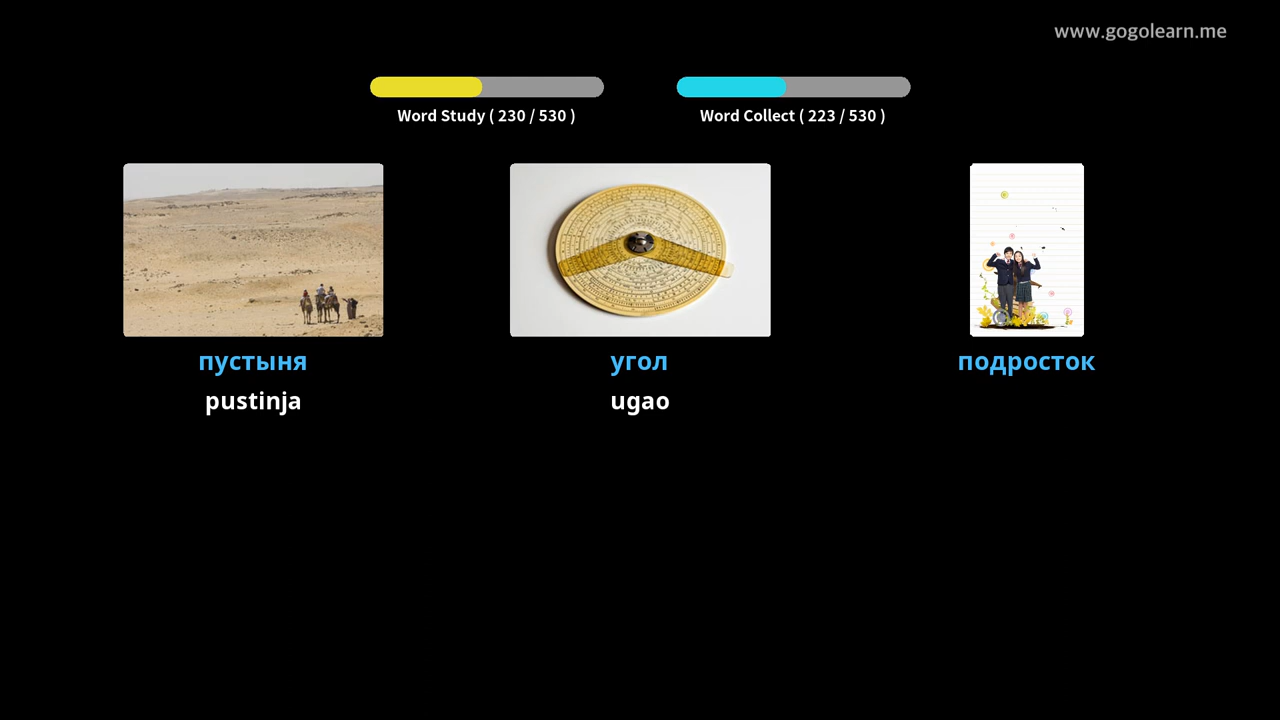 www.gogolearn.me
Word Study ( 230 / 530 )
Word Collect ( 223 / 530 )
пустыня
угол
подросток
pustinja
ugao